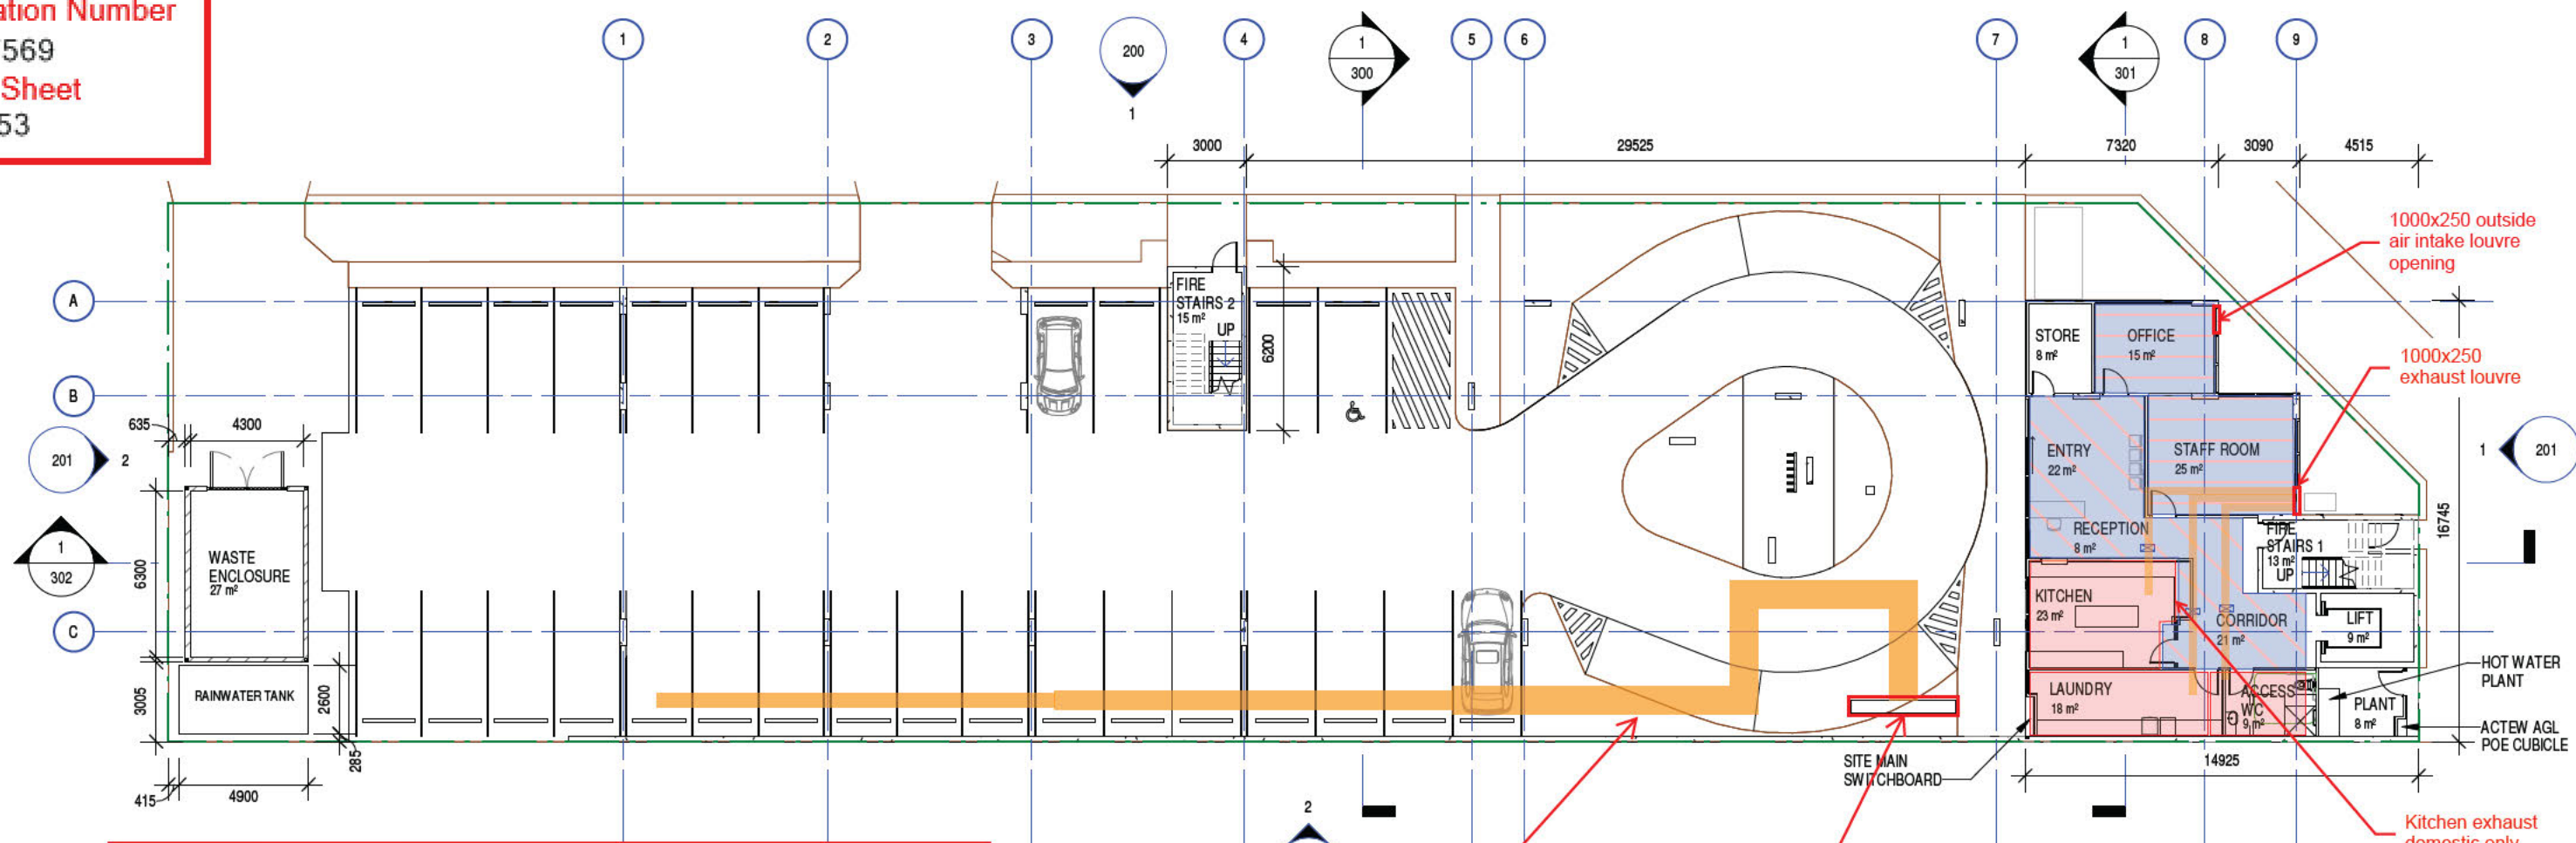 ation Number
569
Sheet
53
1
2
3
200
1
4
1
300
5
6
7
1
301
8
9
3000
29525
7320
3090
4515
1000x250 outside
air intake louvre
opening
A
FIRE
STAIRS 2
15 m²
UP
6200
STORE
8 m²
OFFICE
15 m²
1000x250
exhaust louvre
B
635
4300
201
2
ENTRY
22 m²
STAFF ROOM
25 m²
1
201
16745
RECEPTION
8 m²
FIRE
STAIRS 1
13 m²
UP
1
302
6300
WASTE
ENCLOSURE
27 m²
KITCHEN
23 m²
C
CORRIDOR
21 m²
LIFT
9 m²
HOT WATER
PLANT
3005
RAINWATER TANK
2600
LAUNDRY
18 m²
ACCESS
WC
9 m²
PLANT
8 m²
ACTEW AGL
POE CUBICLE
285
SITE MAIN
SWITCHBOARD
14925
415
4900
2
Kitchen exhaust
domestic only